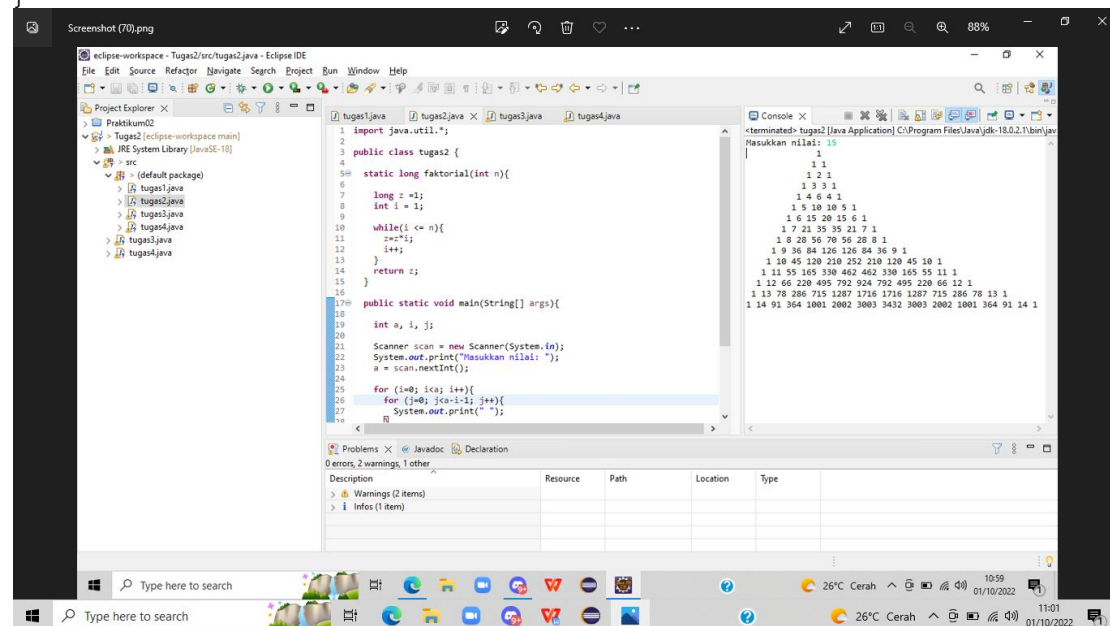 }
Screenshot (70).png
88%
eclipse-workspace - Tugas2/src/tugas2.java - Eclipse IDE
File Edit Source Refactor Navigate Search Project Run Window Help
Project Explorer
Praktikum02
> Tugas2 [eclipse-workspace main]
JRE System Library [JavaSE-18]
> src
> (default package)
> tugas1.java
> tugas2.java
> tugas3.java
> tugas4.java
> tugas3.java
> tugas4.java
tugas1.java tugas2.java tugas3.java tugas4.java
1 import java.util.*;
2
3 public class tugas2 {
4
5 static long faktorial(int n){
6
7 long z =1;
8 int i = 1;
9
10 while(i <= n){
11 z=z*i;
12 i++;
13 }
14 return z;
15 }
16
17 public static void main(String[] args){
18
19 int a, i, j;
20
21 Scanner scan = new Scanner(System.in);
22 System.out.print("Masukkan nilai: ");
23 a = scan.nextInt();
24
25 for (i=0; i<a; i++){
26 for (j=0; j<a-i-1; j++){
27 System.out.print(" ");
28 }
Console
<terminated> tugas2 [Java Application] C:\Program Files\Java\jdk-18.0.2.1\bin\jav
Masukkan nilai: 15
1
1 1
1 2 1
1 3 3 1
1 4 6 4 1
1 5 10 10 5 1
1 6 15 20 15 6 1
1 7 21 35 35 21 7 1
1 8 28 56 70 56 28 8 1
1 9 36 84 126 126 84 36 9 1
1 10 45 120 210 252 210 120 45 10 1
1 11 55 165 330 462 462 330 165 55 11 1
1 12 66 220 495 792 924 792 495 220 66 12 1
1 13 78 286 715 1287 1716 1716 1287 715 286 78 13 1
1 14 91 364 1001 2002 3003 3432 3003 2002 1001 364 91 14 1
Problems Javadoc Declaration
0 errors, 2 warnings, 1 other
Description Resource Path Location Type
Warnings (2 items)
Infos (1 item)
Type here to search
26°C Cerah
10:59
01/10/2022
Type here to search
26°C Cerah
11:01
01/10/2022